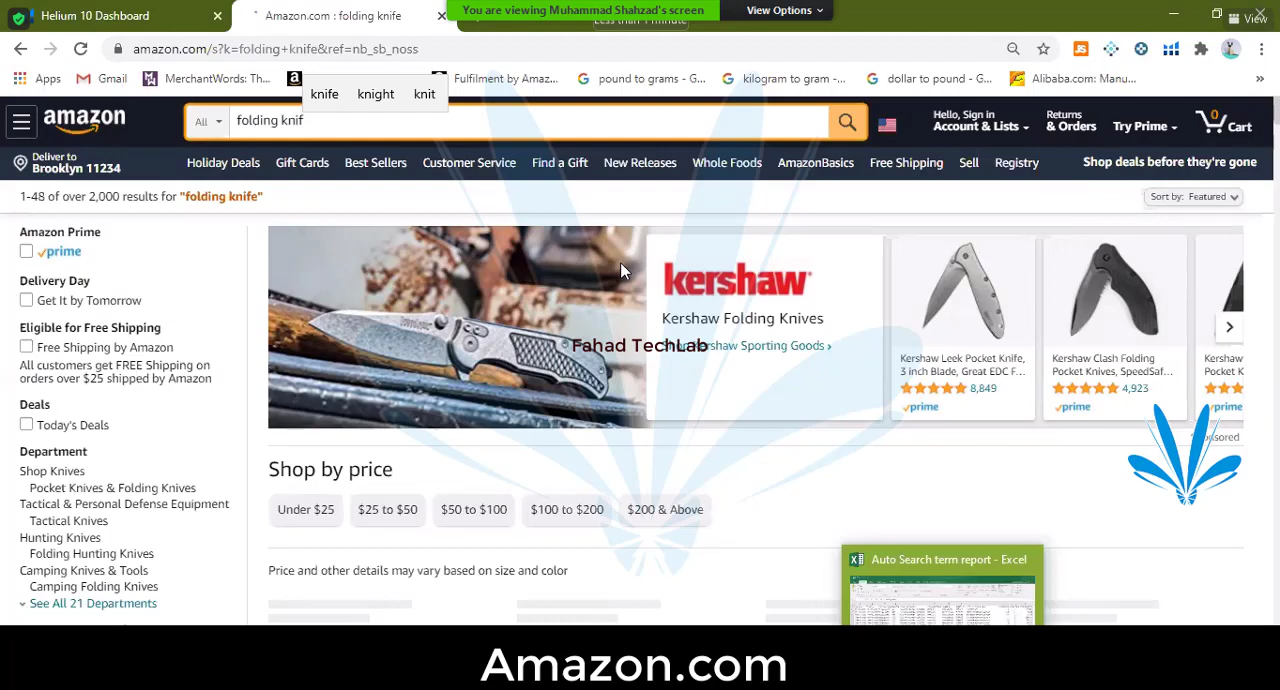 You are viewing Muhammad Shahzad's screen
View Options
Less than 1 minute
View
Helium 10 Dashboard
Amazon.com : folding knife
amazon.com/s?k=folding+knife&ref=nb_sb_noss
Apps
Gmail
MerchantWords: Th...
Fulfilment by Amaz...
pound to grams - G...
kilogram to gram -...
dollar to pound - G...
Alibaba.com: Manu...
knife knight knit
amazon
All
folding knif
Hello, Sign in
Account & Lists
Returns
& Orders
Try Prime
0
Cart
Deliver to
Brooklyn 11234
Holiday Deals
Gift Cards
Best Sellers
Customer Service
Find a Gift
New Releases
Whole Foods
AmazonBasics
Free Shipping
Sell
Registry
Shop deals before they're gone
1-48 of over 2,000 results for "folding knife"
Sort by: Featured
Amazon Prime
prime
Delivery Day
Get It by Tomorrow
Eligible for Free Shipping
Free Shipping by Amazon
All customers get FREE Shipping on
orders over $25 shipped by Amazon
Deals
Today's Deals
Department
Shop Knives
Pocket Knives & Folding Knives
Tactical & Personal Defense Equipment
Tactical Knives
Hunting Knives
Folding Hunting Knives
Camping Knives & Tools
Camping Folding Knives
See All 21 Departments
kershaw
Kershaw Folding Knives
Shop Kershaw Sporting Goods ›
Fahad TechLab
Kershaw Leek Pocket Knife,
3 inch Blade, Great EDC F...
8,849
prime
Kershaw Clash Folding
Pocket Knives, SpeedSaf...
4,923
prime
Kershaw
Pocket K
prime
Shop by price
Under $25
$25 to $50
$50 to $100
$100 to $200
$200 & Above
Price and other details may vary based on size and color
Auto Search term report - Excel
Amazon.com